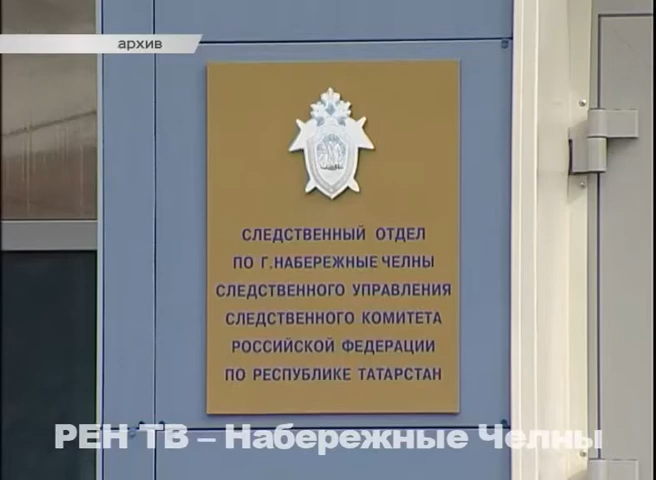 архив
СЛЕДСТВЕННЫЙ ОТДЕЛ
ПО Г.НАБЕРЕЖНЫЕ ЧЕЛНЫ
СЛЕДСТВЕННОГО УПРАВЛЕНИЯ
СЛЕДСТВЕННОГО КОМИТЕТА
РОССИЙСКОЙ ФЕДЕРАЦИИ
ПО РЕСПУБЛИКЕ ТАТАРСТАН
РЕН ТВ – Набережные Челны